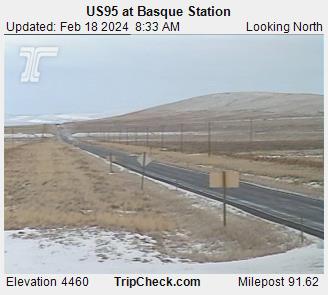 US95 at Basque Station
Updated: Feb 18 2024 8:33 AM Looking North
Elevation 4460 TripCheck.com Milepost 91.62